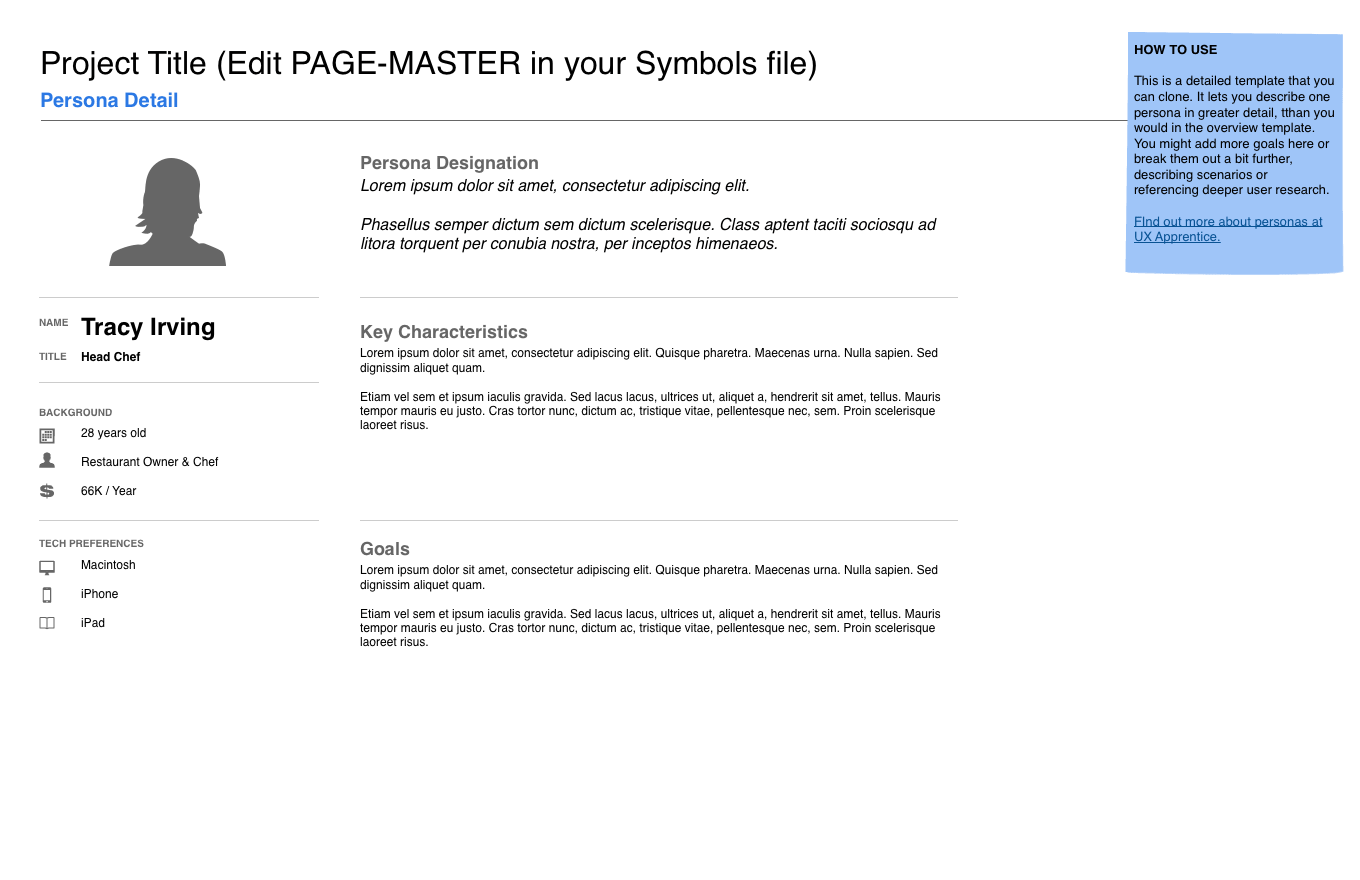 Project Title (Edit PAGE-MASTER in your Symbols file)
Persona Detail
HOW TO USE
This is a detailed template that you
can clone. It lets you describe one
persona in greater detail, tthan you
would in the overview template.
You might add more goals here or
break them out a bit further,
describing scenarios or
referencing deeper user research.
FInd out more about personas at
UX Apprentice.
Persona Designation
Lorem ipsum dolor sit amet, consectetur adipiscing elit.
Phasellus semper dictum sem dictum scelerisque. Class aptent taciti sociosqu ad
litora torquent per conubia nostra, per inceptos himenaeos.
NAME Tracy Irving
TITLE Head Chef
BACKGROUND
28 years old
Restaurant Owner & Chef
66K / Year
TECH PREFERENCES
Macintosh
iPhone
iPad
Key Characteristics
Lorem ipsum dolor sit amet, consectetur adipiscing elit. Quisque pharetra. Maecenas urna. Nulla sapien. Sed
dignissim aliquet quam.
Etiam vel sem et ipsum iaculis gravida. Sed lacus lacus, ultrices ut, aliquet a, hendrerit sit amet, tellus. Mauris
tempor mauris eu justo. Cras tortor nunc, dictum ac, tristique vitae, pellentesque nec, sem. Proin scelerisque
laoreet risus.
Goals
Lorem ipsum dolor sit amet, consectetur adipiscing elit. Quisque pharetra. Maecenas urna. Nulla sapien. Sed
dignissim aliquet quam.
Etiam vel sem et ipsum iaculis gravida. Sed lacus lacus, ultrices ut, aliquet a, hendrerit sit amet, tellus. Mauris
tempor mauris eu justo. Cras tortor nunc, dictum ac, tristique vitae, pellentesque nec, sem. Proin scelerisque
laoreet risus.